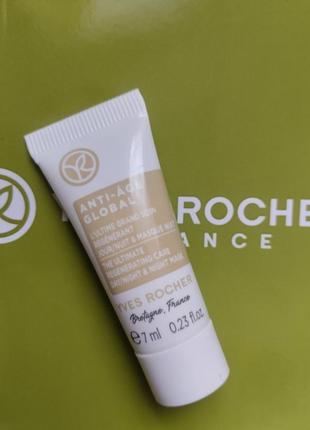 ROCHER
ANCE
ANTI-ÂGE
GLOBAL
L'ULTIME GRAND SOIN
RÉGÉNÉRANT
JOUR/NUIT & MASQUE NUIT
THE ULTIMATE
REGENERATING CARE
DAY/NIGHT & NIGHT MASK
YVES ROCHER
Bretagne, France
e 7 ml 0.23 fl.oz.